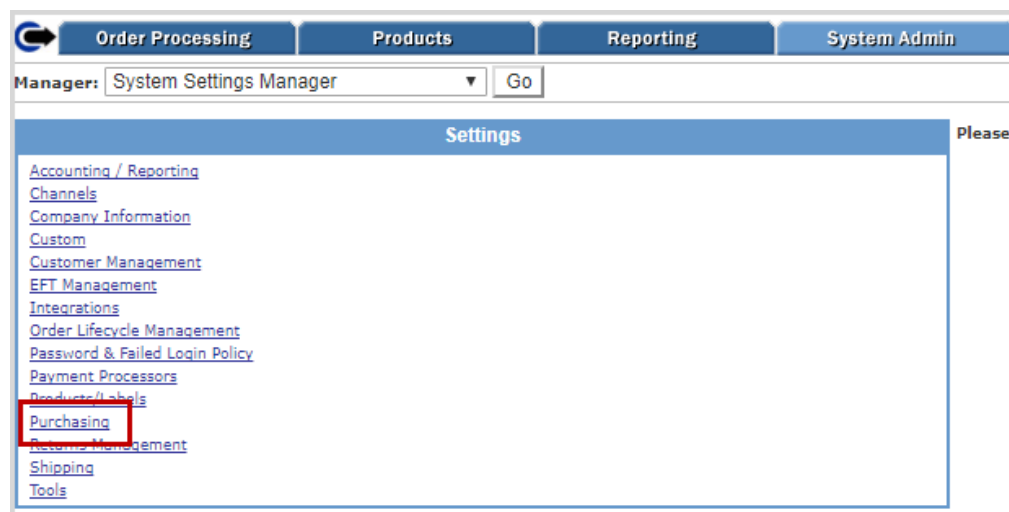 Order Processing Products Reporting System Admin
Manager: System Settings Manager Go
Settings
Please
Accounting / Reporting
Channels
Company Information
Custom
Customer Management
EFT Management
Integrations
Order Lifecycle Management
Password & Failed Login Policy
Payment Processors
Products/Labels
Purchasing
Returns Management
Shipping
Tools